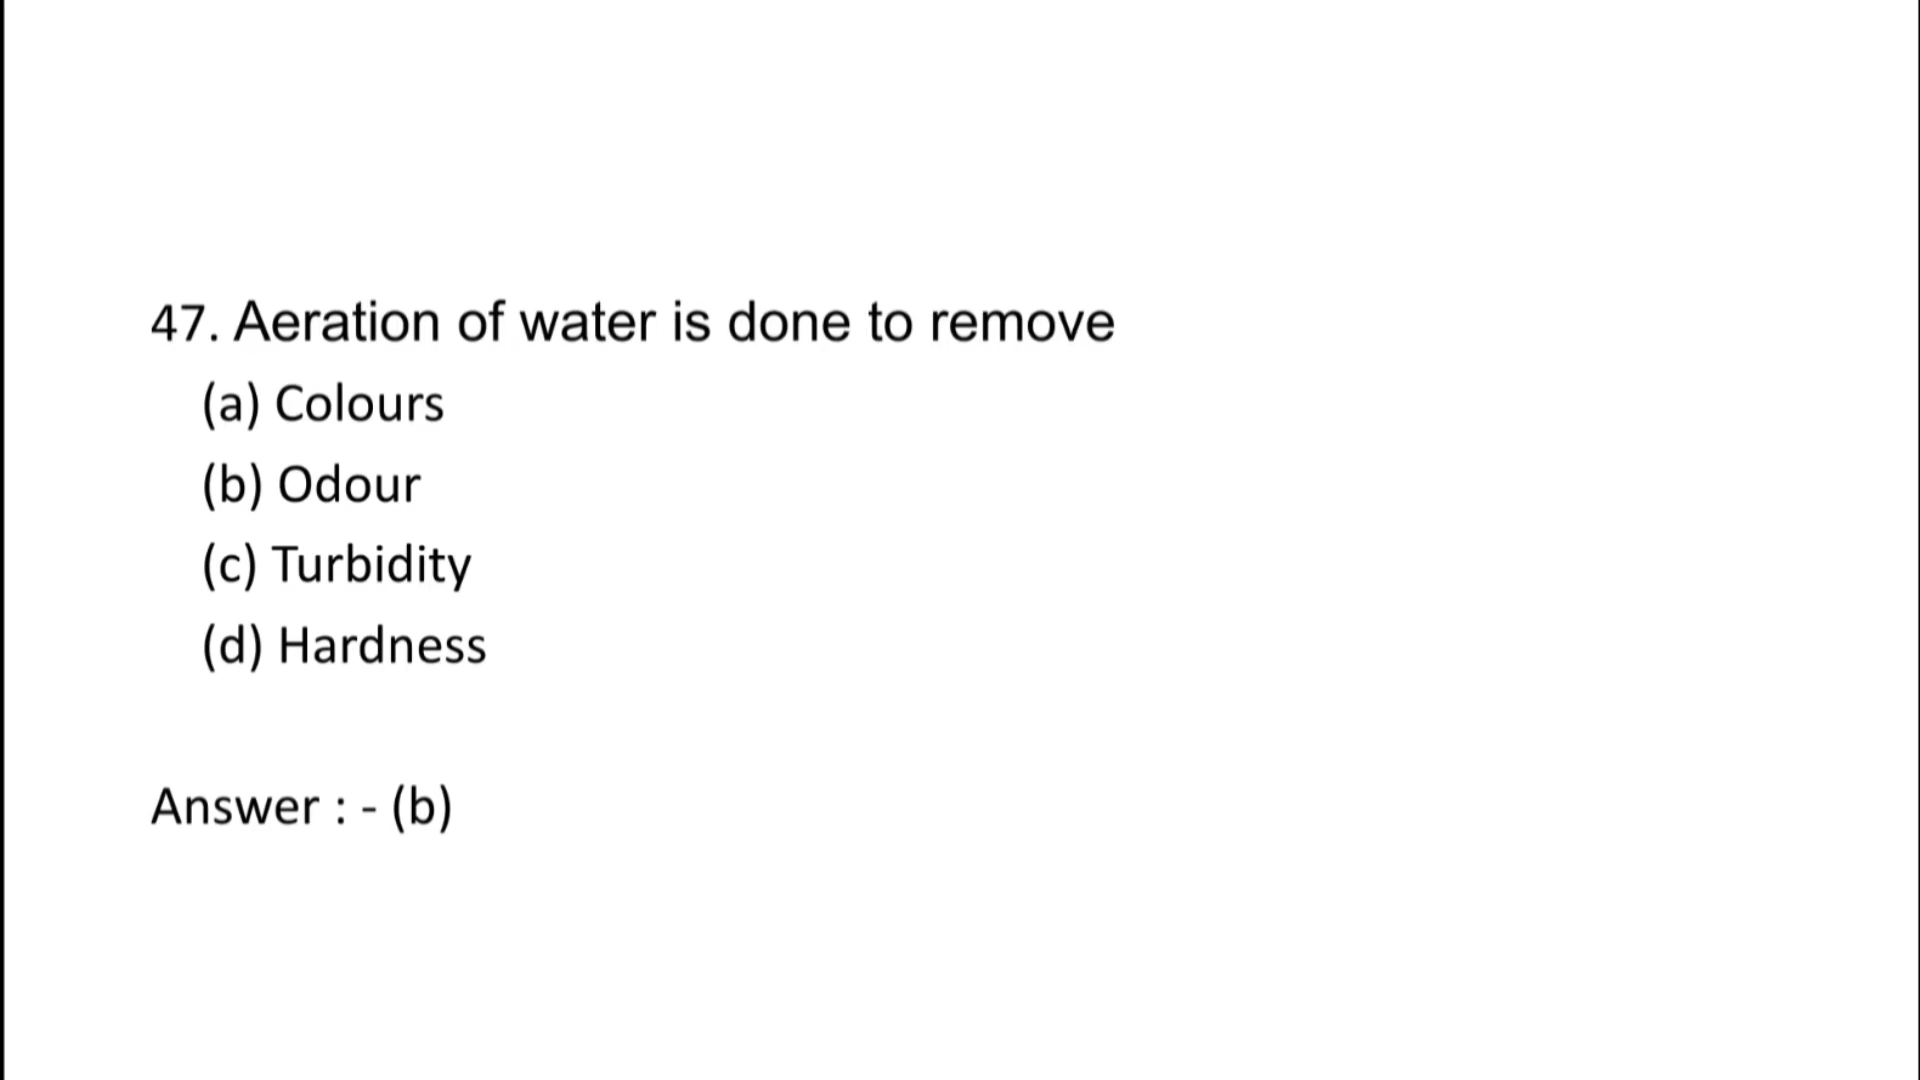 47. Aeration of water is done to remove
(a) Colours
(b) Odour
(c) Turbidity
(d) Hardness
Answer : - (b)